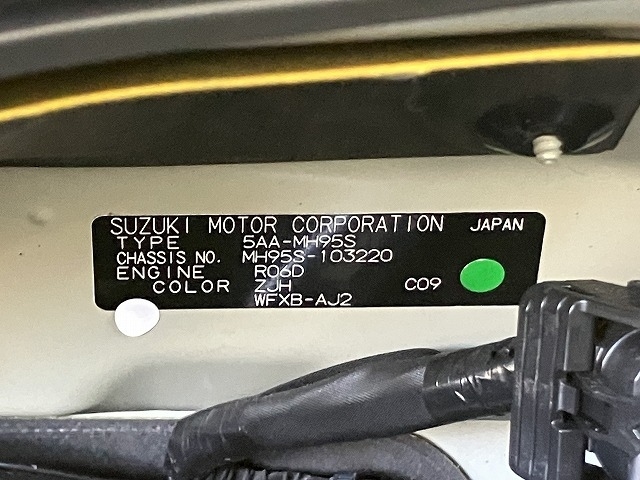 SUZUKI MOTOR CORPORATION JAPAN
TYPE 5AA-MH95S
CHASSIS NO. MH95S-103220
ENGINE R06D
COLOR ZJH C09
WFXB-AJ2